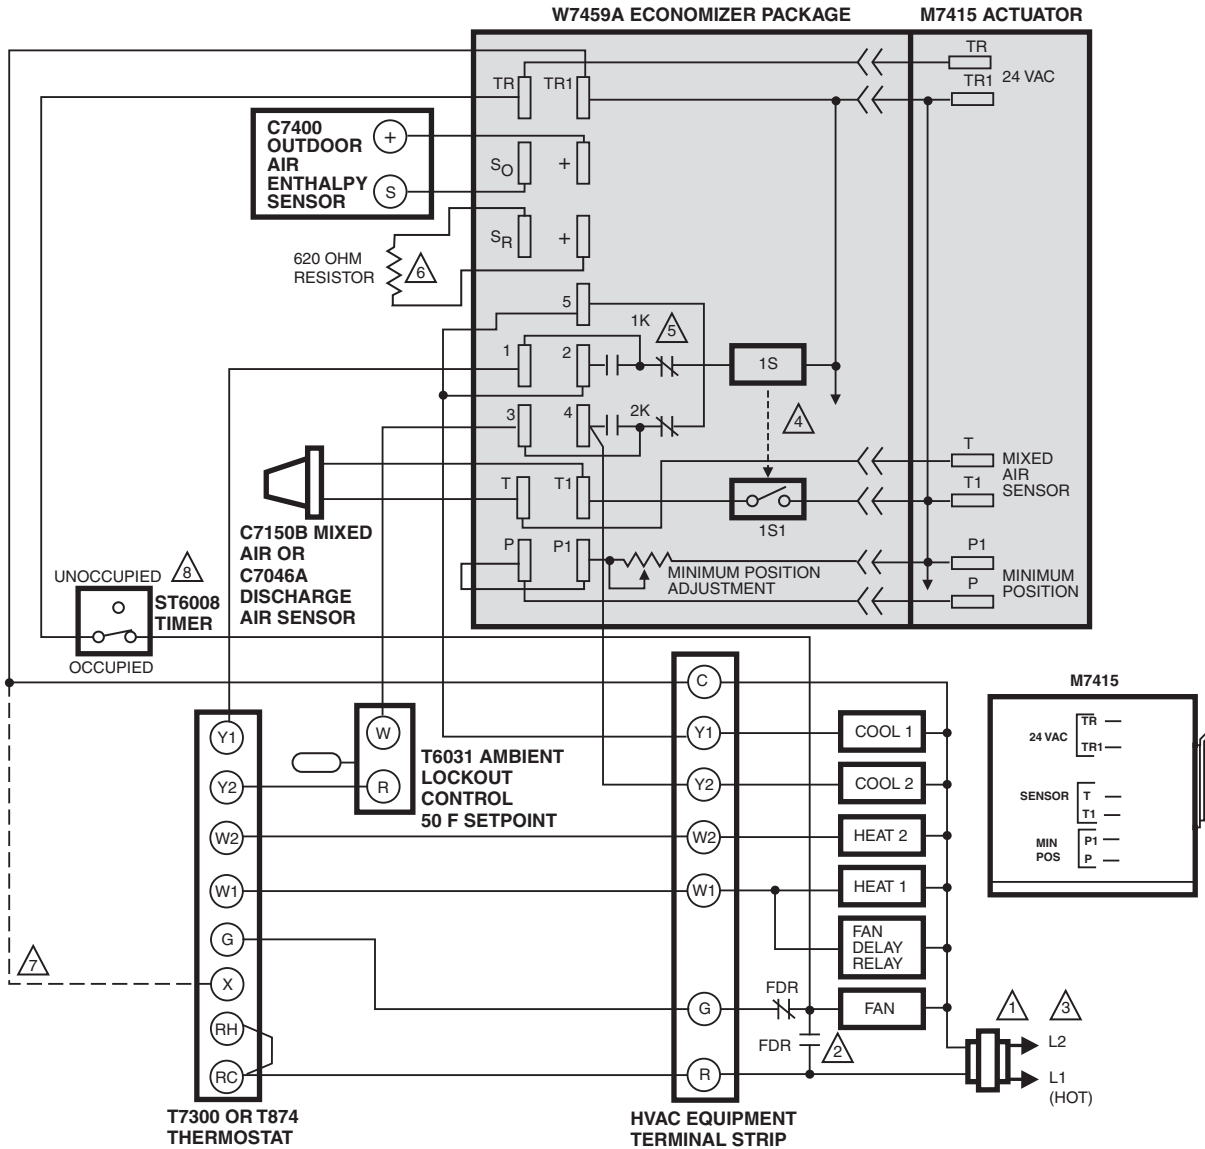 W7459A ECONOMIZER PACKAGE
M7415 ACTUATOR
TR
TR1
TR
24 VAC
TR1
C7400
OUTDOOR
AIR
ENTHALPY
SENSOR
+
S
SO
+
SR
+
620 OHM
RESISTOR
6
5
1K
5
1
2
1S
3
4
2K
4
T
T1
1S1
T
MIXED
AIR
SENSOR
T1
C7150B MIXED
AIR OR
C7046A
DISCHARGE
AIR SENSOR
P
P1
MINIMUM POSITION
ADJUSTMENT
P1
MINIMUM
POSITION
P
UNOCCUPIED
8
ST6008
TIMER
OCCUPIED
C
Y1
Y2
W2
W1
G
R
HVAC EQUIPMENT
TERMINAL STRIP
Y1
Y2
W2
W1
G
X
RH
RC
T7300 OR T874
THERMOSTAT
7
W
R
T6031 AMBIENT
LOCKOUT
CONTROL
50 F SETPOINT
COOL 1
COOL 2
HEAT 2
HEAT 1
FAN
DELAY
RELAY
FAN
FDR
FDR
2
1
3
L2
L1
(HOT)
M7415
24 VAC
TR
TR1
SENSOR
T
T1
MIN
POS
P1
P